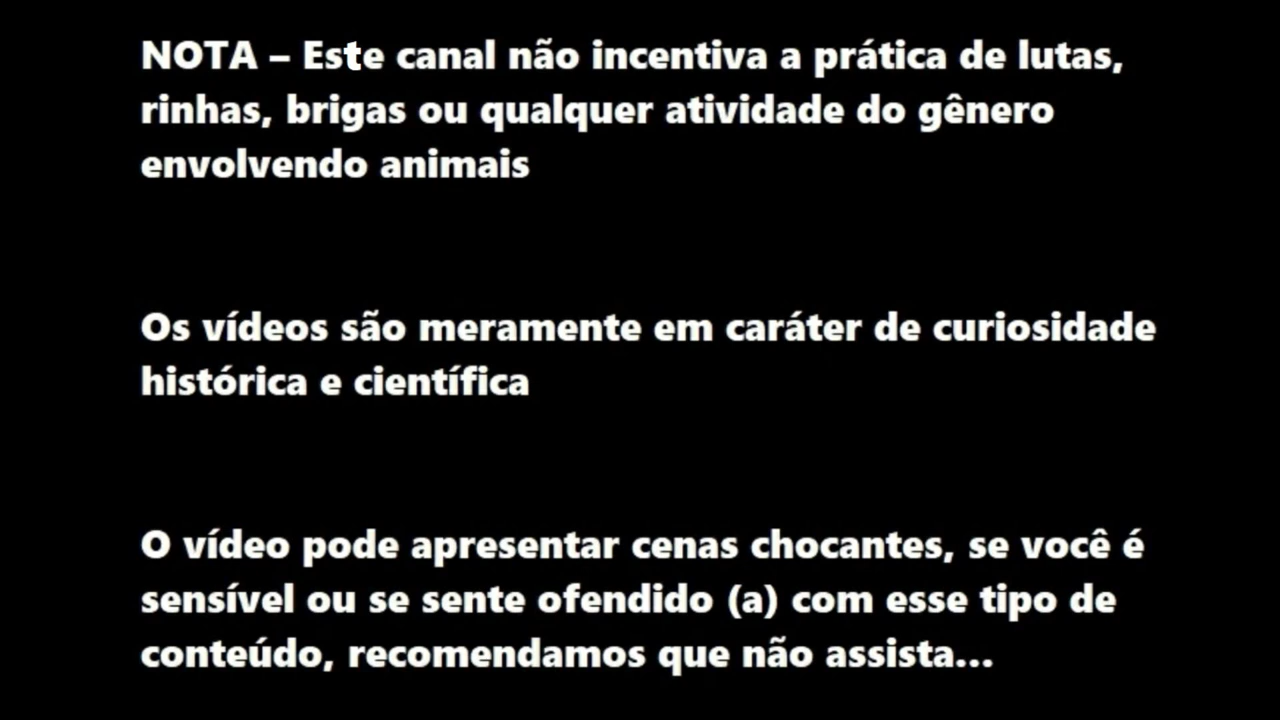 NOTA – Este canal não incentiva a prática de lutas,
rinhas, brigas ou qualquer atividade do gênero
envolvendo animais
Os vídeos são meramente em caráter de curiosidade
histórica e científica
O vídeo pode apresentar cenas chocantes, se você é
sensível ou se sente ofendido (a) com esse tipo de
conteúdo, recomendamos que não assista...